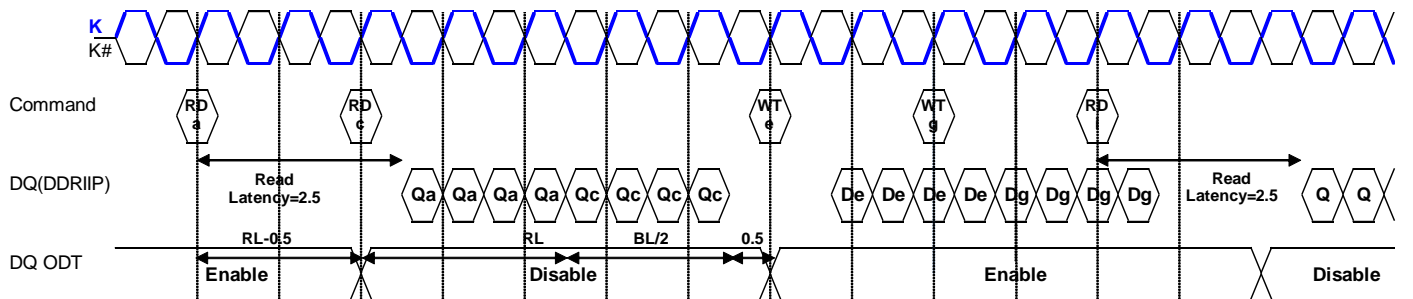 K
K#
Command
RD a
RD c
WT e
WT g
RD i
DQ(DDRIIP)
Read
Latency=2.5
Qa Qa Qa Qa Qc Qc Qc Qc
De De De De Dg Dg Dg Dg
Read
Latency=2.5
Q Q
RL-0.5
RL
BL/2
0.5
DQ ODT
Enable
Disable
Enable
Disable